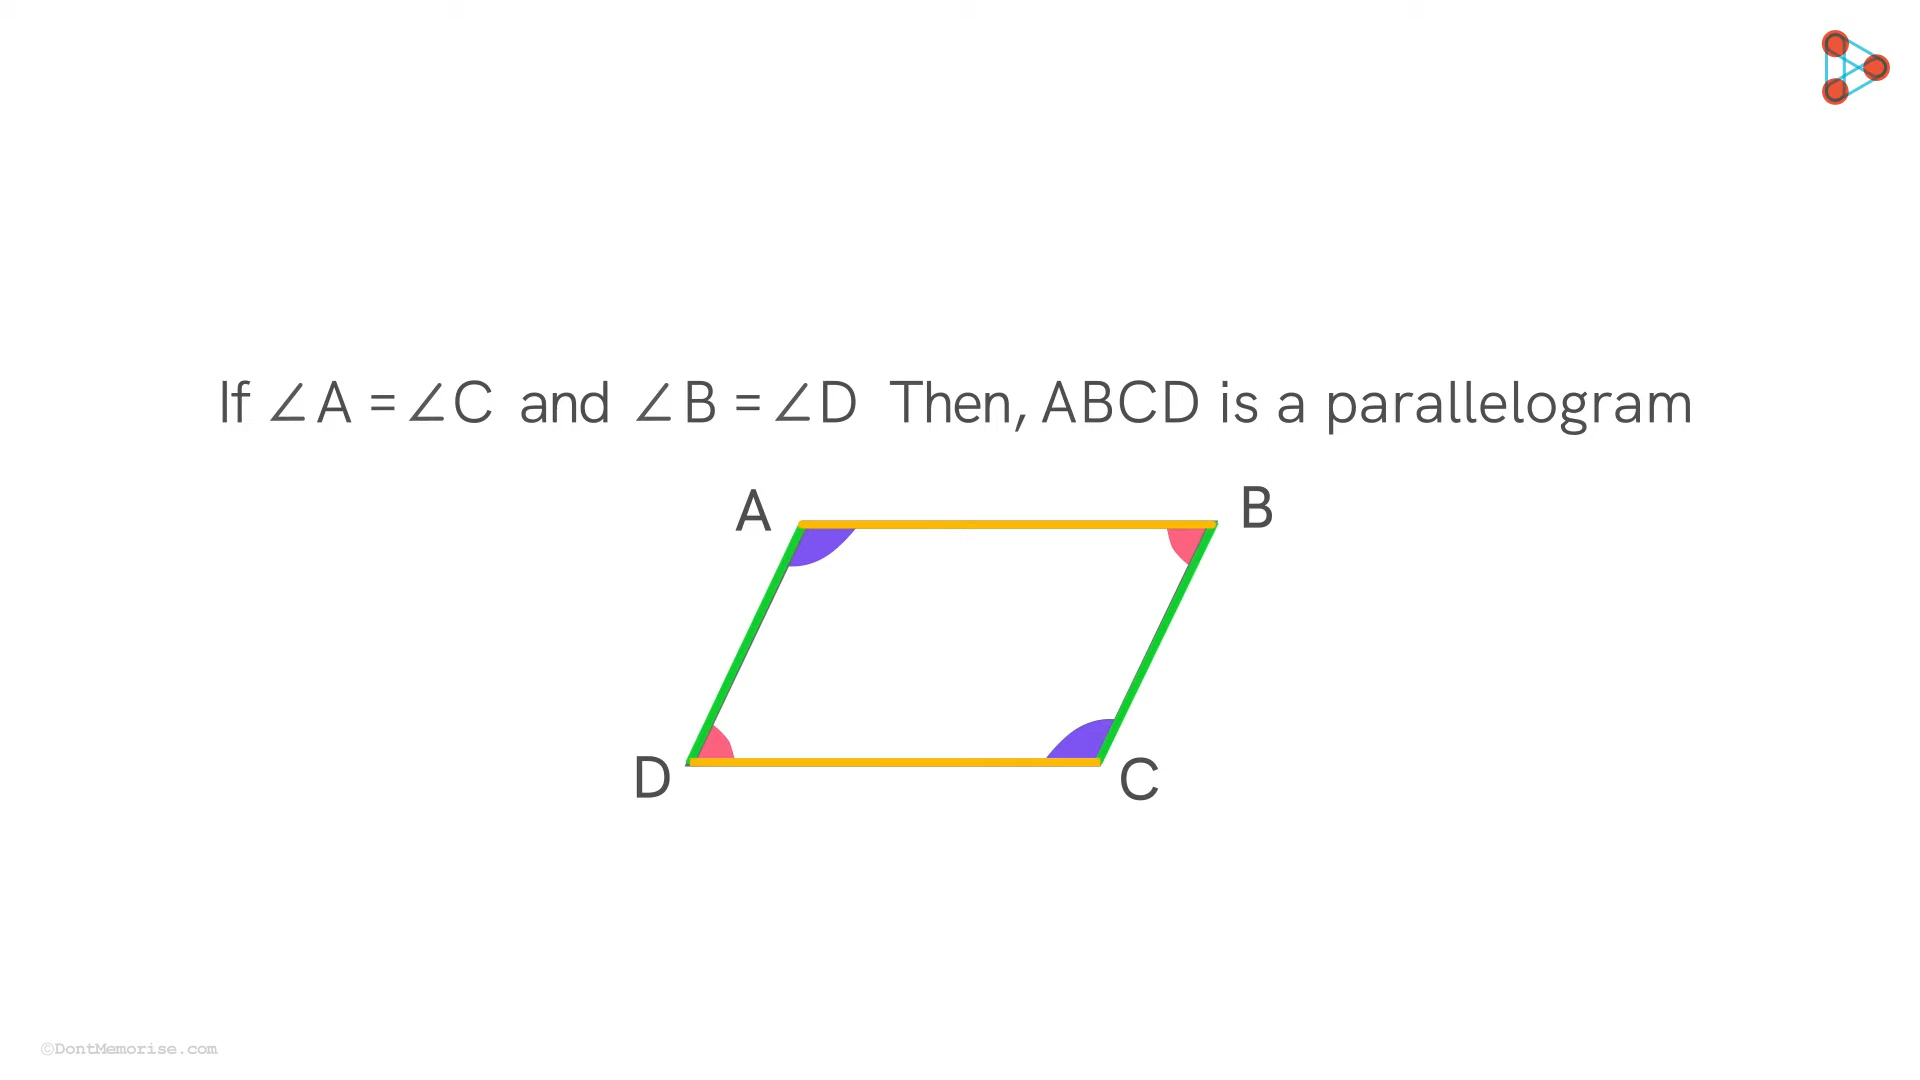 If ∠A =∠C and ∠B =∠D Then, ABCD is a parallelogram
A
B
D
C
©DontMemorise.com